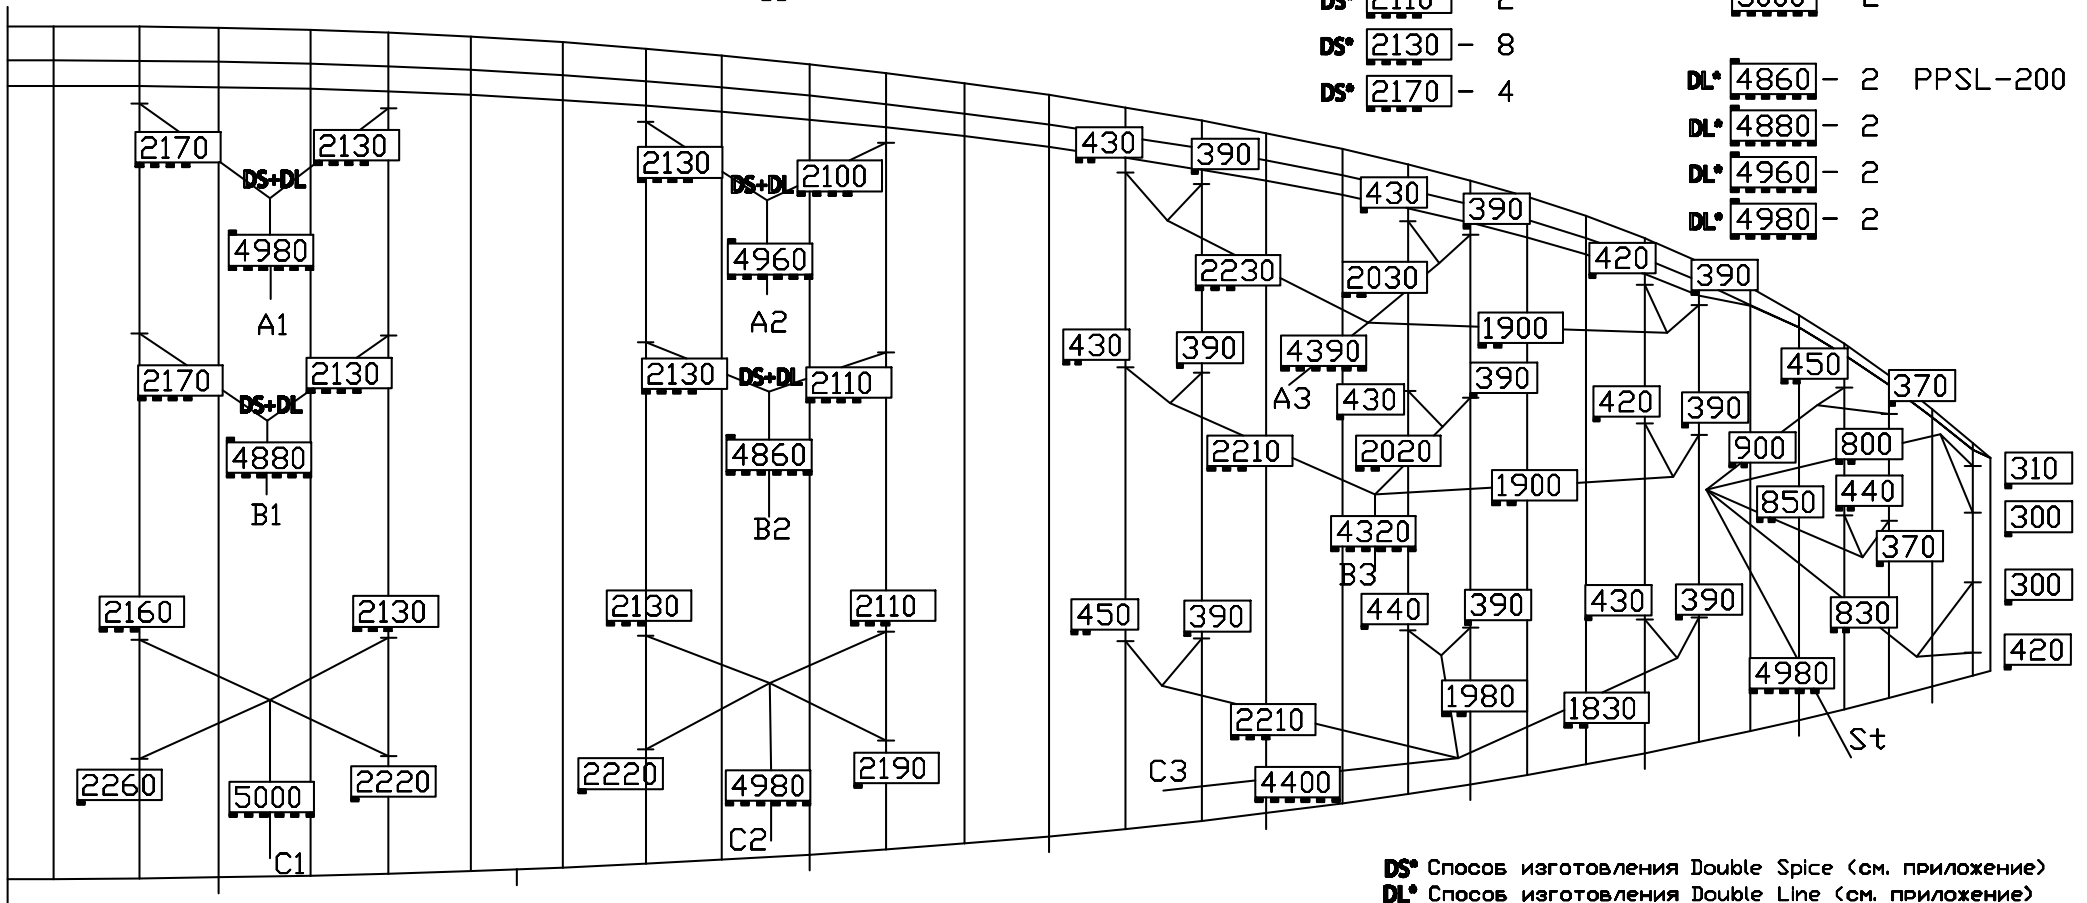 DS* 2110 - 2
3000 - 2
DS* 2130 - 8
DS* 2170 - 4
DL* 4860 - 2 PPSL-200
DL* 4880 - 2
DL* 4960 - 2
DL* 4980 - 2
2170
2130
DS+DL
4980
A1
2130
2100
DS+DL
4960
A2
430
390
430
390
420
390
2230
2030
1900
4390
A3
2170
2130
DS+DL
4880
B1
2130
2110
DS+DL
4860
B2
430
390
430
390
420
390
2210
2020
1900
4320
B3
450
370
900
800
850
440
370
830
310
300
300
420
4980
St
2160
2130
2260
2220
5000
C1
2130
2110
2220
2190
4980
C2
450
390
440
390
430
390
2210
1980
1830
C3
4400
DS* Способ изготовления Double Spice (см. приложение)
DL* Способ изготовления Double Line (см. приложение)